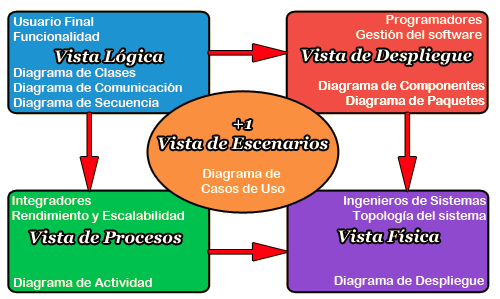 Usuario Final
Funcionalidad
Vista Lógica
Diagrama de Clases
Diagrama de Comunicación
Diagrama de Secuencia
Programadores
Gestión del software
Vista de Despliegue
Diagrama de Componentes
Diagrama de Paquetes
+1
Vista de Escenarios
Diagrama de
Casos de Uso
Integradores
Rendimiento y Escalabilidad
Vista de Procesos
Diagrama de Actividad
Ingenieros de Sistemas
Topología del sistema
Vista Física
Diagrama de Despliegue